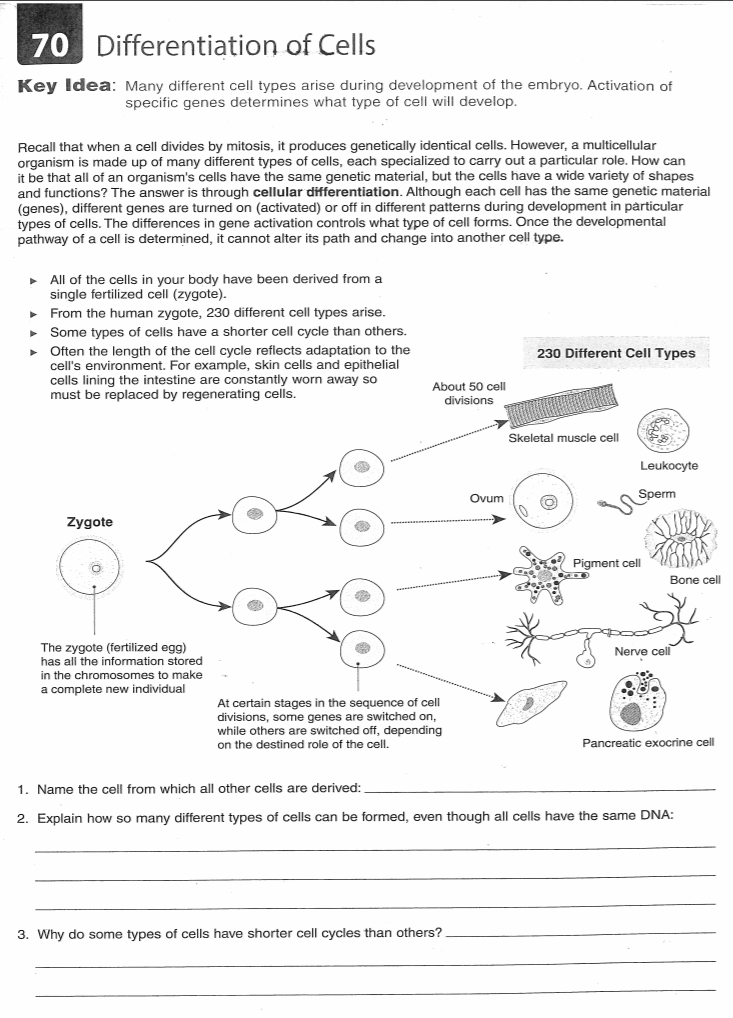 70 Differentiation of Cells
Key Idea: Many different cell types arise during development of the embryo. Activation of
specific genes determines what type of cell will develop.
Recall that when a cell divides by mitosis, it produces genetically identical cells. However, a multicellular
organism is made up of many different types of cells, each specialized to carry out a particular role. How can
it be that all of an organism's cells have the same genetic material, but the cells have a wide variety of shapes
and functions? The answer is through cellular differentiation. Although each cell has the same genetic material
(genes), different genes are turned on (activated) or off in different patterns during development in particular
types of cells. The differences in gene activation controls what type of cell forms. Once the developmental
pathway of a cell is determined, it cannot alter its path and change into another cell type.
► All of the cells in your body have been derived from a
single fertilized cell (zygote).
► From the human zygote, 230 different cell types arise.
► Some types of cells have a shorter cell cycle than others.
► Often the length of the cell cycle reflects adaptation to the
cell's environment. For example, skin cells and epithelial
cells lining the intestine are constantly worn away so
must be replaced by regenerating cells.
230 Different Cell Types
About 50 cell
divisions
Skeletal muscle cell
Leukocyte
Ovum
Sperm
Zygote
Pigment cell
Bone cell
Nerve cell
The zygote (fertilized egg)
has all the information stored
in the chromosomes to make
a complete new individual
At certain stages in the sequence of cell
divisions, some genes are switched on,
while others are switched off, depending
on the destined role of the cell.
Pancreatic exocrine cell
1. Name the cell from which all other cells are derived:
2. Explain how so many different types of cells can be formed, even though all cells have the same DNA:
3. Why do some types of cells have shorter cell cycles than others?